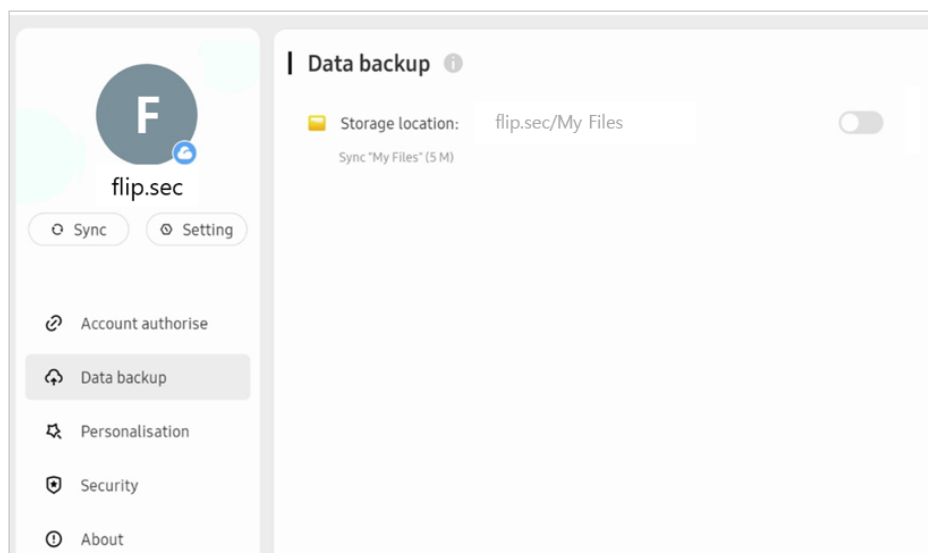 F
flip.sec
Sync
Setting
Account authorise
Data backup
Personalisation
Security
About
Data backup
Storage location: flip.sec/My Files
Sync "My Files" (5 M)